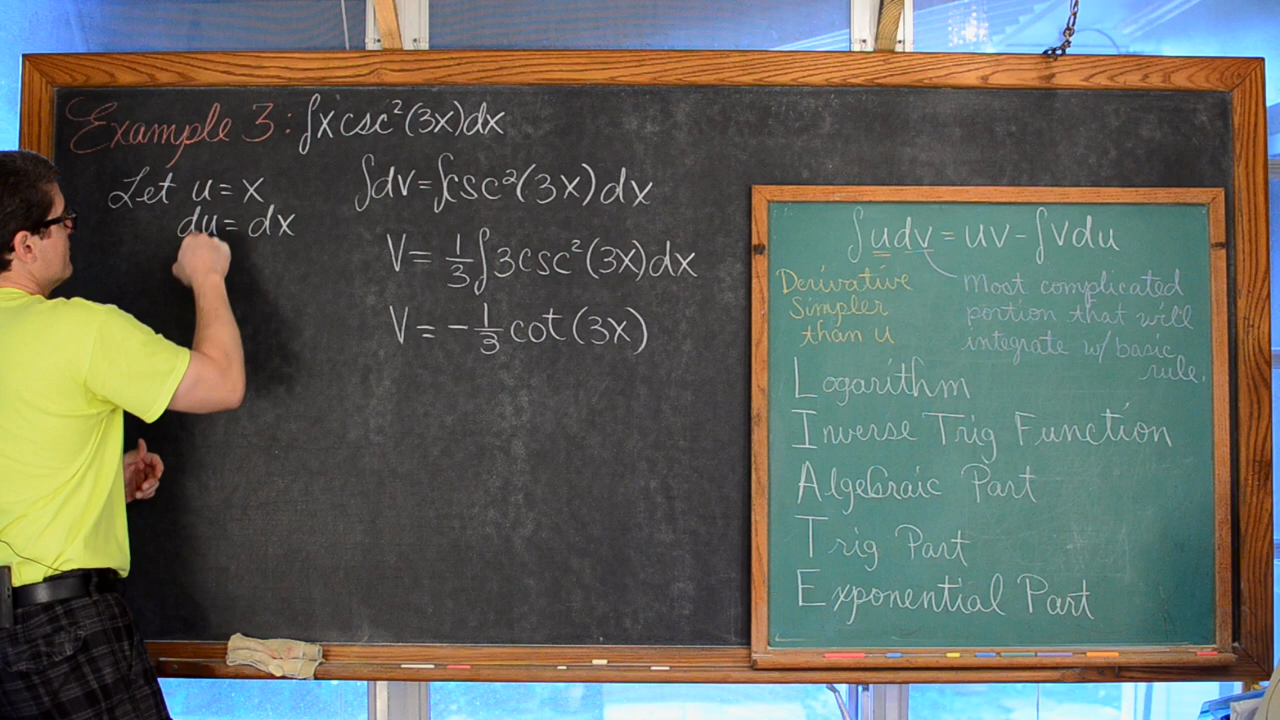 Example 3: ∫x csc²(3x)dx
Let u = x
du = dx
∫dv = ∫csc²(3x)dx
V = 1/3 ∫3csc²(3x)dx
V = -1/3 cot(3x)
∫udv = uv - ∫vdu
Derivative
Simpler
than u
Most complicated
portion that will
integrate w/ basic
rule.
Logarithm
Inverse Trig Function
Algebraic Part
Trig Part
Exponential Part